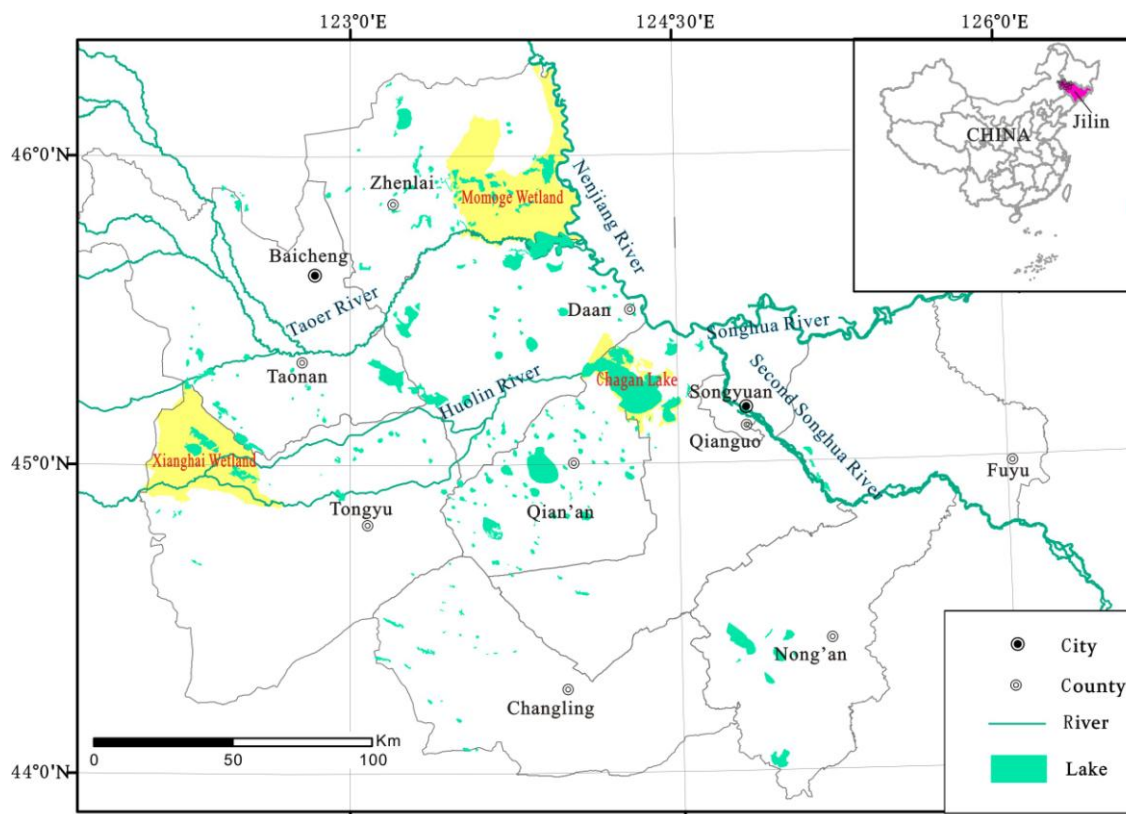 123°0'E
124°30'E
126°0'E
46°0'N
45°0'N
44°0'N
CHINA
Jilin
Zhenlai
Momoge Wetland
Nenjiang River
Baicheng
Taoer River
Daan
Songhua River
Taonan
Huolin River
Chagan Lake
Songyuan
Second Songhua River
Qianguo
Xianghai Wetland
Fuyu
Tongyu
Qian'an
Nong'an
Changling
Km
0 50 100
City
County
River
Lake